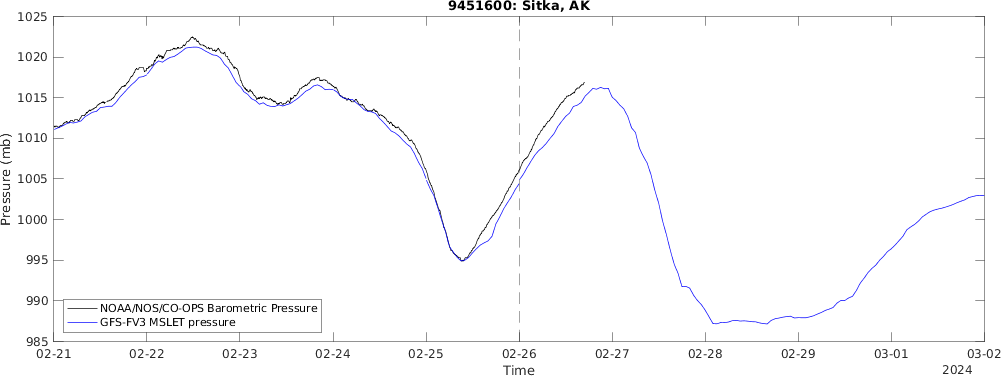 9451600: Sitka, AK
1025
1020
1015
1010
1005
1000
995
990
985
Pressure (mb)
NOAA/NOS/CO-OPS Barometric Pressure
GFS-FV3 MSLET pressure
02-21 02-22 02-23 02-24 02-25 02-26 02-27 02-28 02-29 03-01 03-02
Time
2024